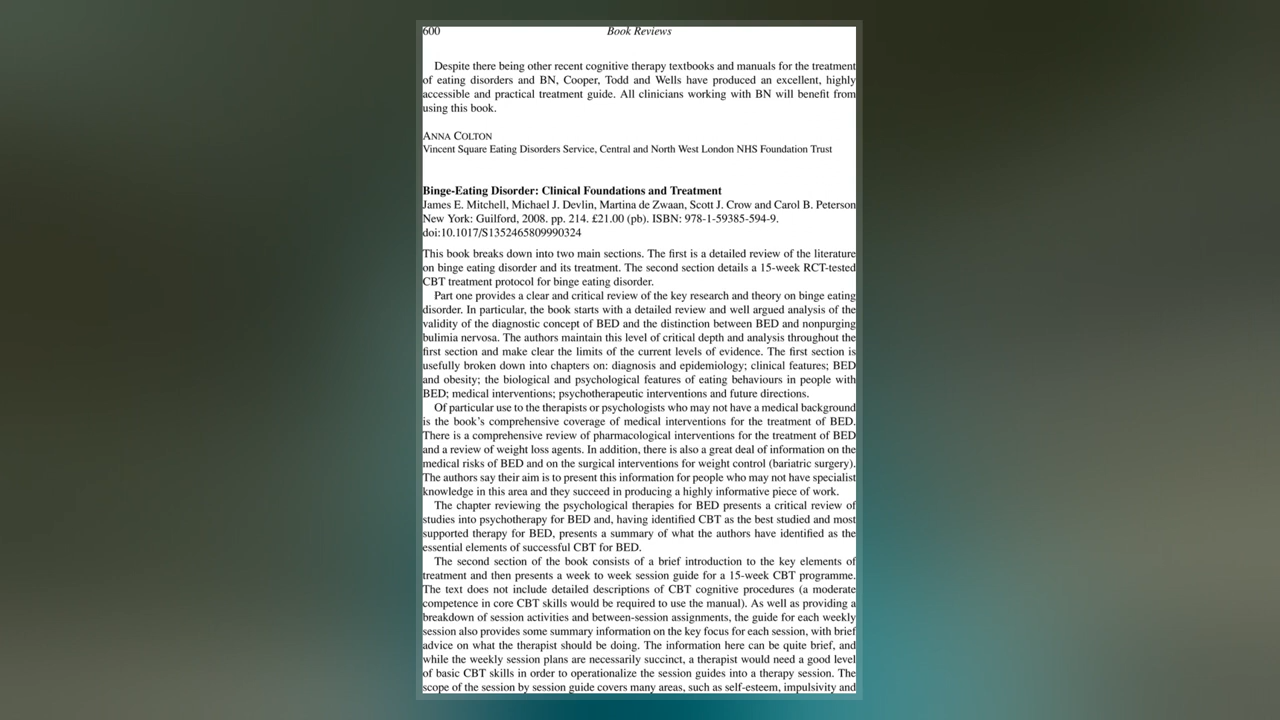 600 Book Reviews
Despite there being other recent cognitive therapy textbooks and manuals for the treatment
of eating disorders and BN, Cooper, Todd and Wells have produced an excellent, highly
accessible and practical treatment guide. All clinicians working with BN will benefit from
using this book.
ANNA COLTON
Vincent Square Eating Disorders Service, Central and North West London NHS Foundation Trust
Binge-Eating Disorder: Clinical Foundations and Treatment
James E. Mitchell, Michael J. Devlin, Martina de Zwaan, Scott J. Crow and Carol B. Peterson
New York: Guilford, 2008. pp. 214. £21.00 (pb). ISBN: 978-1-59385-594-9.
doi:10.1017/S1352465809990324
This book breaks down into two main sections. The first is a detailed review of the literature
on binge eating disorder and its treatment. The second section details a 15-week RCT-tested
CBT treatment protocol for binge eating disorder.
Part one provides a clear and critical review of the key research and theory on binge eating
disorder. In particular, the book starts with a detailed review and well argued analysis of the
validity of the diagnostic concept of BED and the distinction between BED and nonpurging
bulimia nervosa. The authors maintain this level of critical depth and analysis throughout the
first section and make clear the limits of the current levels of evidence. The first section is
usefully broken down into chapters on: diagnosis and epidemiology; clinical features; BED
and obesity; the biological and psychological features of eating behaviours in people with
BED; medical interventions; psychotherapeutic interventions and future directions.
Of particular use to the therapists or psychologists who may not have a medical background
is the book's comprehensive coverage of medical interventions for the treatment of BED.
There is a comprehensive review of pharmacological interventions for the treatment of BED
and a review of weight loss agents. In addition, there is also a great deal of information on the
medical risks of BED and on the surgical interventions for weight control (bariatric surgery).
The authors say their aim is to present this information for people who may not have specialist
knowledge in this area and they succeed in producing a highly informative piece of work.
The chapter reviewing the psychological therapies for BED presents a critical review of
studies into psychotherapy for BED and, having identified CBT as the best studied and most
supported therapy for BED, presents a summary of what the authors have identified as the
essential elements of successful CBT for BED.
The second section of the book consists of a brief introduction to the key elements of
treatment and then presents a week to week session guide for a 15-week CBT programme.
The text does not include detailed descriptions of CBT cognitive procedures (a moderate
competence in core CBT skills would be required to use the manual). As well as providing a
breakdown of session activities and between-session assignments, the guide for each weekly
session also provides some summary information on the key focus for each session, with brief
advice on what the therapist should be doing. The information here can be quite brief, and
while the weekly session plans are necessarily succinct, a therapist would need a good level
of basic CBT skills in order to operationalize the session guides into a therapy session. The
scope of the session by session guide covers many areas, such as self-esteem, impulsivity and